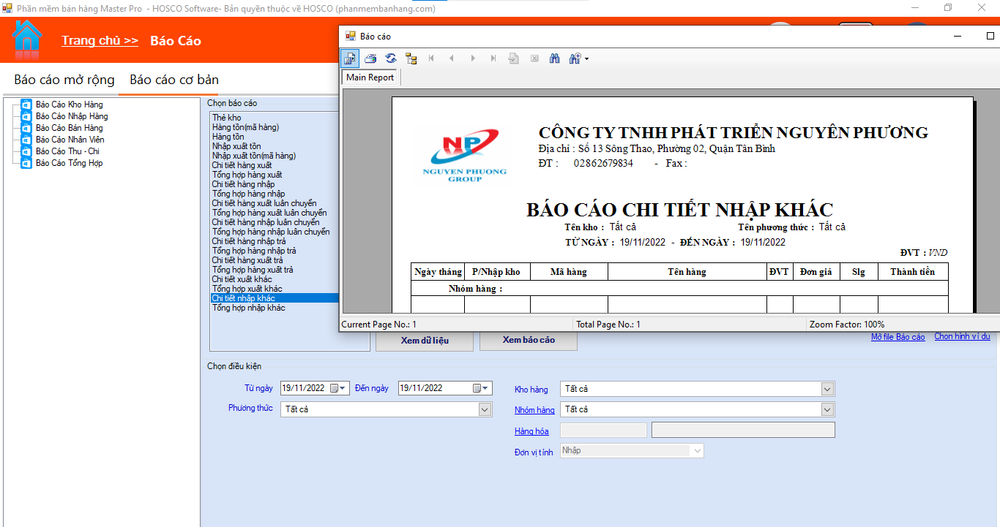 Phần mềm bán hàng Master Pro - HOSCO Software- Bản quyền thuộc về HOSCO (phanmembanhang.com)
Trang chủ >> Báo Cáo
Báo cáo mở rộng Báo cáo cơ bản
Báo Cáo Kho Hàng
Báo Cáo Nhập Hàng
Báo Cáo Bán Hàng
Báo Cáo Nhân Viên
Báo Cáo Thu - Chi
Báo Cáo Tổng Hợp
Chọn báo cáo
Thẻ kho
Hàng tồn(mã hàng)
Hàng tồn
Nhập xuất tồn
Nhập xuất tồn(mã hàng)
Chi tiết hàng xuất
Tổng hợp hàng xuất
Chi tiết hàng nhập
Tổng hợp hàng nhập
Chi tiết hàng xuất luân chuyển
Tổng hợp hàng xuất luân chuyển
Chi tiết hàng nhập luân chuyển
Tổng hợp hàng nhập luân chuyển
Chi tiết hàng nhập trả
Tổng hợp hàng nhập trả
Chi tiết hàng xuất trả
Tổng hợp hàng xuất trả
Chi tiết xuất khác
Tổng hợp xuất khác
Chi tiết nhập khác
Tổng hợp nhập khác
Báo cáo
Main Report
NP
NGUYEN PHUONG
GROUP
CÔNG TY TNHH PHÁT TRIỂN NGUYÊN PHƯƠNG
Địa chỉ : Số 13 Sông Thao, Phường 02, Quận Tân Bình
ĐT : 02862679834 - Fax :
BÁO CÁO CHI TIẾT NHẬP KHÁC
Tên kho : Tất cả Tên phương thức : Tất cả
TỪ NGÀY : 19/11/2022 - ĐẾN NGÀY : 19/11/2022
ĐVT : VND
Ngày tháng P/Nhập kho Mã hàng Tên hàng ĐVT Đơn giá Slg Thành tiền
Nhóm hàng :
Current Page No.: 1 Total Page No.: 1 Zoom Factor: 100%
Xem dữ liệu Xem báo cáo Mở file Báo cáo Chọn hình ví dụ
Chọn điều kiện
Từ ngày 19/11/2022 Đến ngày 19/11/2022 Kho hàng Tất cả
Phương thức Tất cả Nhóm hàng Tất cả
Hàng hóa
Đơn vị tính Nhập